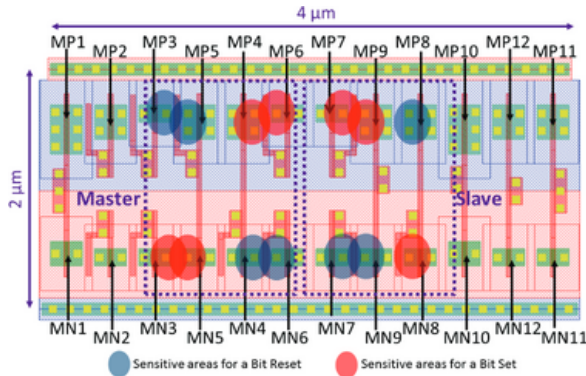 4 µm
MP1 MP2 MP3 MP5 MP4 MP6 MP7 MP9 MP8 MP10 MP12 MP11
2 µm
Master Slave
MN1 MN2 MN3 MN5 MN4 MN6 MN7 MN9 MN8 MN10 MN12 MN11
Sensitive areas for a Bit Reset Sensitive areas for a Bit Set